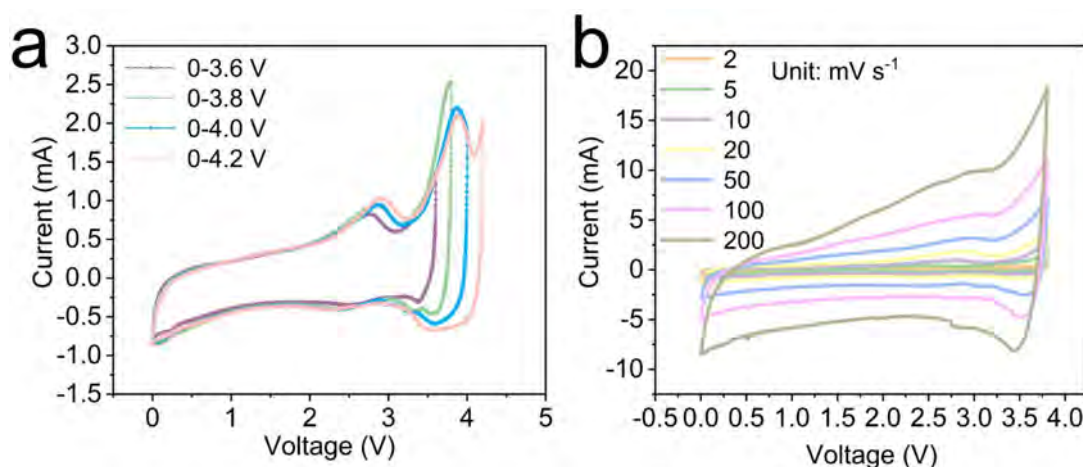 a
3.0
2.5
2.0
1.5
1.0
0.5
0.0
-0.5
-1.0
-1.5
Current (mA)
0-3.6 V
0-3.8 V
0-4.0 V
0-4.2 V
0 1 2 3 4 5
Voltage (V)
b
20
15
10
5
0
-5
-10
Current (mA)
Unit: mV s⁻¹
2
5
10
20
50
100
200
-0.5 0.0 0.5 1.0 1.5 2.0 2.5 3.0 3.5 4.0
Voltage (V)